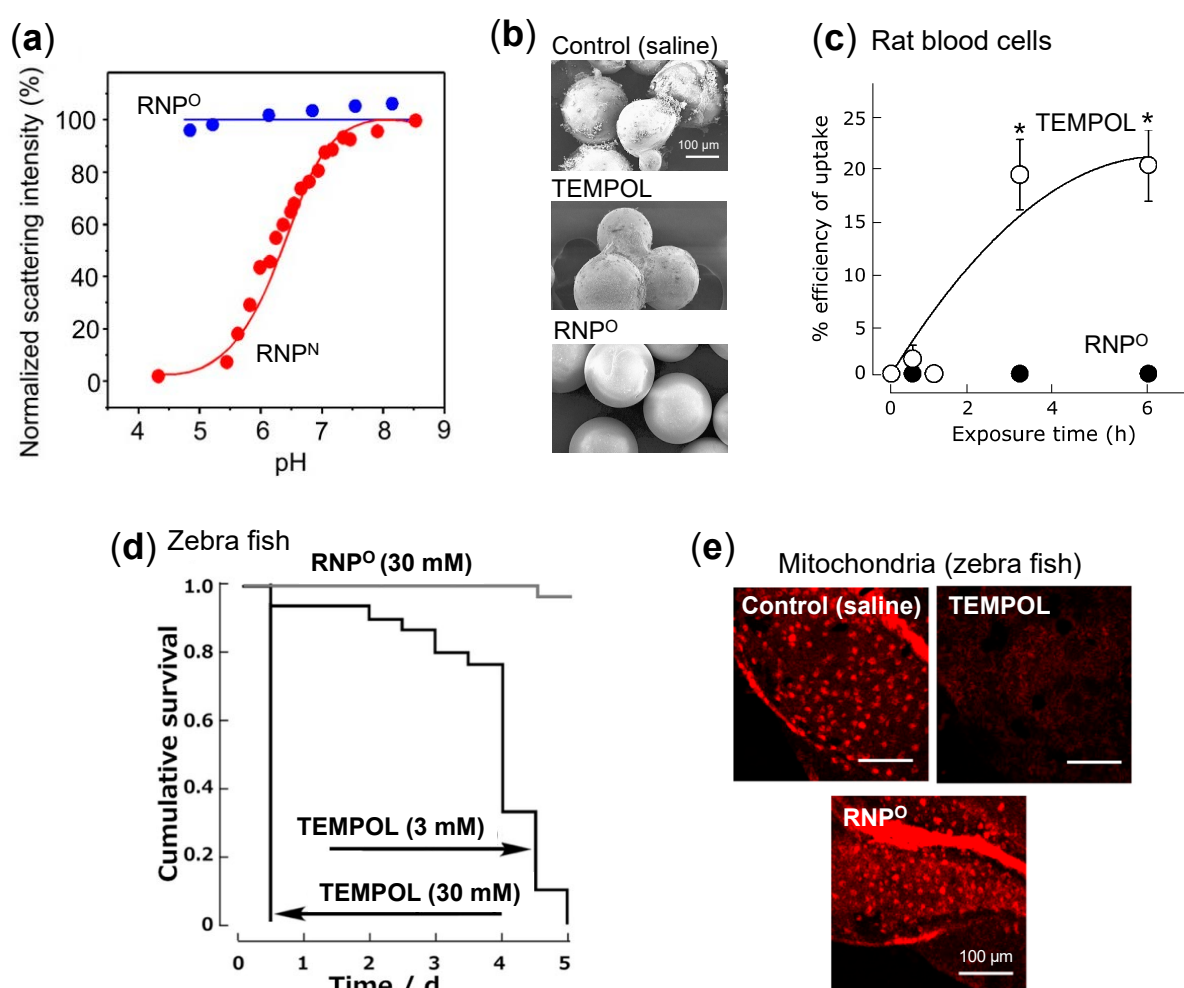 (a)
Normalized scattering intensity (%)
100
80
60
40
20
0
RNPᴼ
RNPᴺ
4 5 6 7 8 9
pH
(b)
Control (saline)
100 µm
TEMPOL
RNPᴼ
(c) Rat blood cells
% efficiency of uptake
25
20
15
10
5
0
* TEMPOL *
RNPᴼ
0 2 4 6
Exposure time (h)
(d) Zebra fish
RNPᴼ (30 mM)
Cumulative survival
1.0
0.8
0.6
0.4
0.2
0
TEMPOL (3 mM)
TEMPOL (30 mM)
0 1 2 3 4 5
Time / d
(e)
Mitochondria (zebra fish)
Control (saline)
TEMPOL
RNPᴼ
100 µm